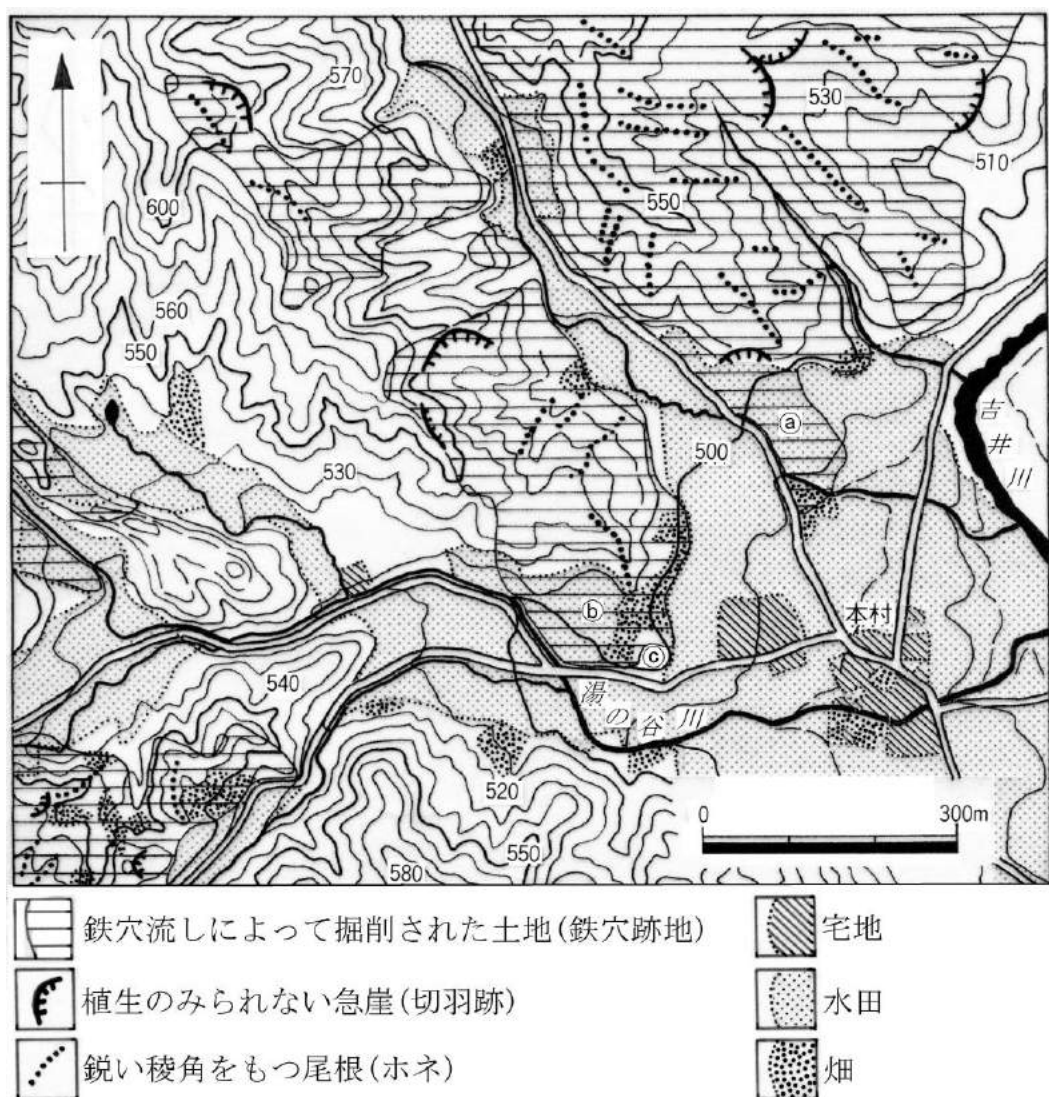 570
530
510
600
550
560
550
500
ⓐ
吉井川
530
ⓑ
本村
ⓒ
540
湯の谷川
520
550
580
0
300m
鉄穴流しによって掘削された土地(鉄穴跡地)
植生のみられない急崖(切羽跡)
鋭い稜角をもつ尾根(ホネ)
宅地
水田
畑